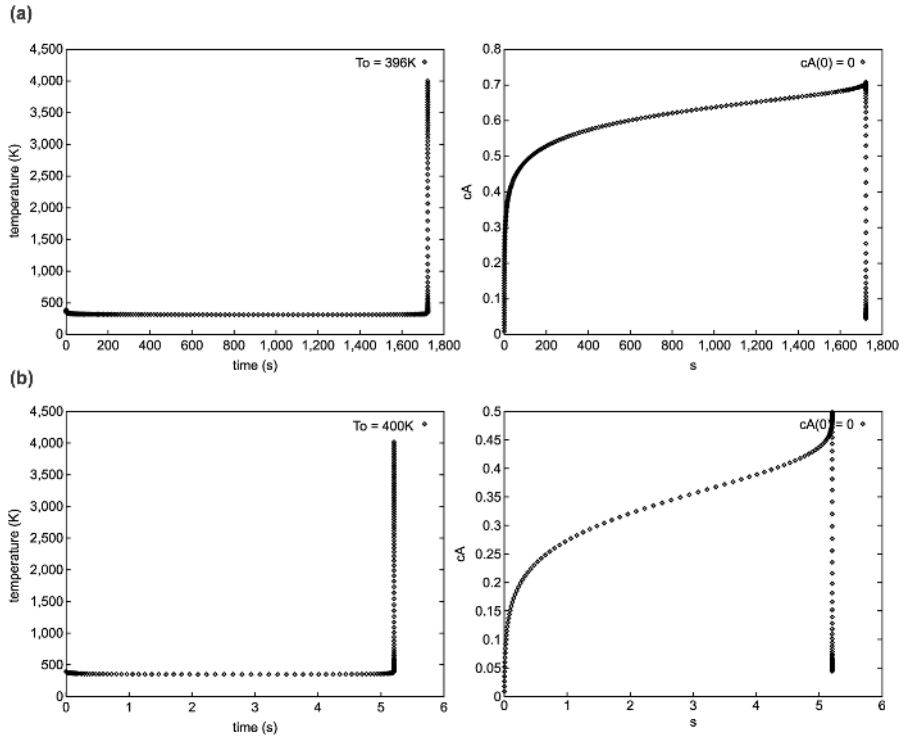 (a)
4,500
4,000
3,500
3,000
2,500
2,000
1,500
1,000
500
0
temperature (K)
To = 396K
0 200 400 600 800 1,000 1,200 1,400 1,600 1,800
time (s)
0.8
0.7
0.6
0.5
0.4
0.3
0.2
0.1
0
cA
cA(0) = 0
0 200 400 600 800 1,000 1,200 1,400 1,600 1,800
s
(b)
4,500
4,000
3,500
3,000
2,500
2,000
1,500
1,000
500
0
temperature (K)
To = 400K
0 1 2 3 4 5 6
time (s)
0.5
0.45
0.4
0.35
0.3
0.25
0.2
0.15
0.1
0.05
0
cA
cA(0) = 0
0 1 2 3 4 5 6
s